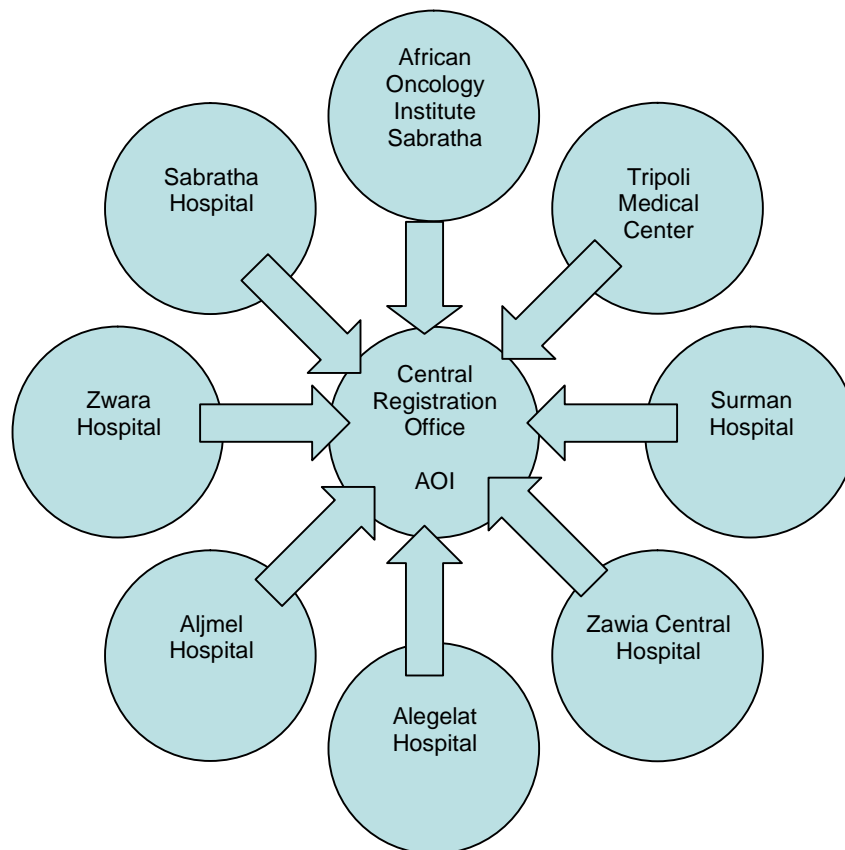 African
Oncology
Institute
Sabratha
Sabratha
Hospital
Tripoli
Medical
Center
Zwara
Hospital
Central
Registration
Office
AOI
Surman
Hospital
Aljmel
Hospital
Zawia Central
Hospital
Alegelat
Hospital